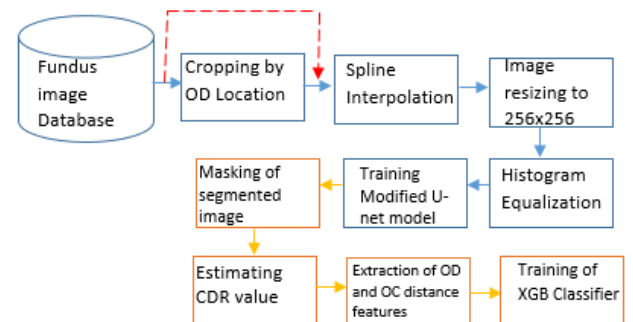 Fundus
image
Database
Cropping by
OD Location
Spline
Interpolation
Image
resizing to
256x256
Masking of
segmented
image
Training
Modified U-
net model
Histogram
Equalization
Estimating
CDR value
Extraction of OD
and OC distance
features
Training of
XGB Classifier